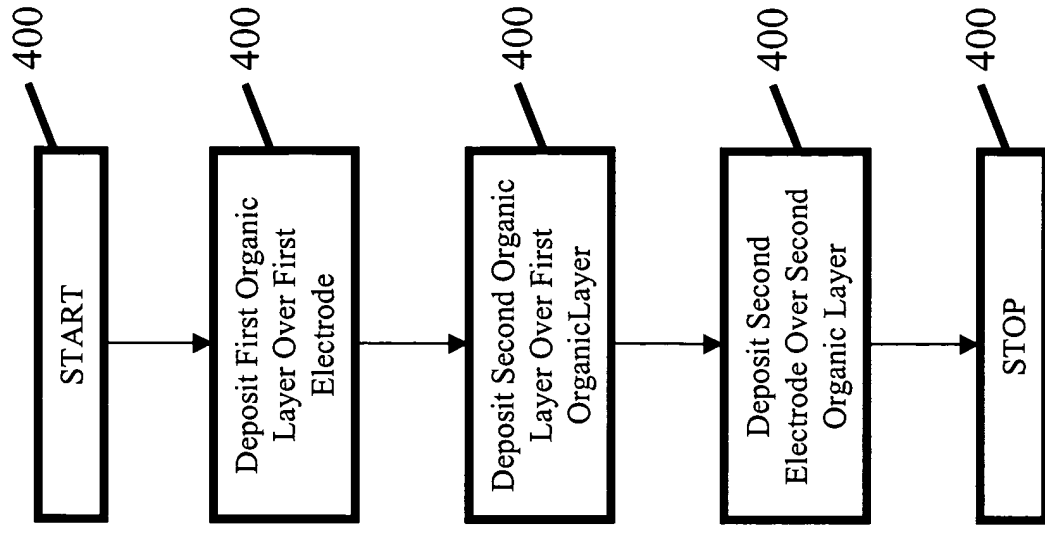 START
400
Deposit First Organic
Layer Over First
Electrode
400
Deposit Second Organic
Layer Over First
OrganicLayer
400
Deposit Second
Electrode Over Second
Organic Layer
400
STOP
400